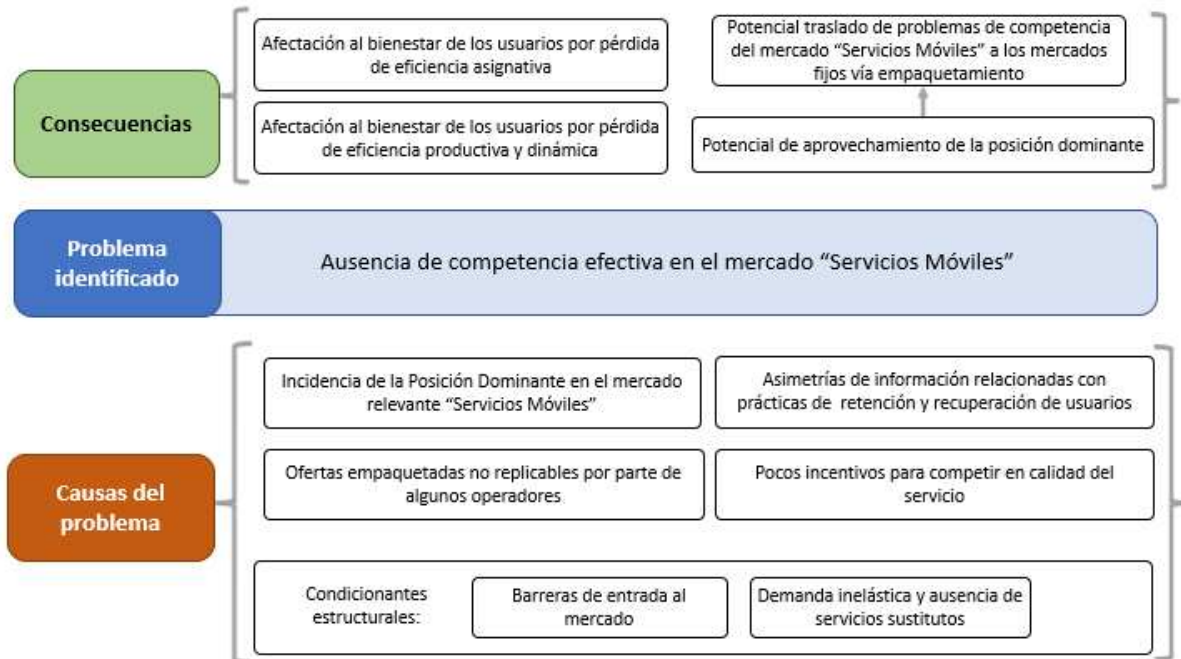 Consecuencias
Afectación al bienestar de los usuarios por pérdida
de eficiencia asignativa
Afectación al bienestar de los usuarios por pérdida
de eficiencia productiva y dinámica
Potencial traslado de problemas de competencia
del mercado “Servicios Móviles” a los mercados
fijos vía empaquetamiento
Potencial de aprovechamiento de la posición dominante
Problema
identificado
Ausencia de competencia efectiva en el mercado “Servicios Móviles”
Causas del
problema
Incidencia de la Posición Dominante en el mercado
relevante “Servicios Móviles”
Asimetrías de información relacionadas con
prácticas de retención y recuperación de usuarios
Ofertas empaquetadas no replicables por parte de
algunos operadores
Pocos incentivos para competir en calidad del
servicio
Condicionantes
estructurales:
Barreras de entrada al
mercado
Demanda inelástica y ausencia de
servicios sustitutos